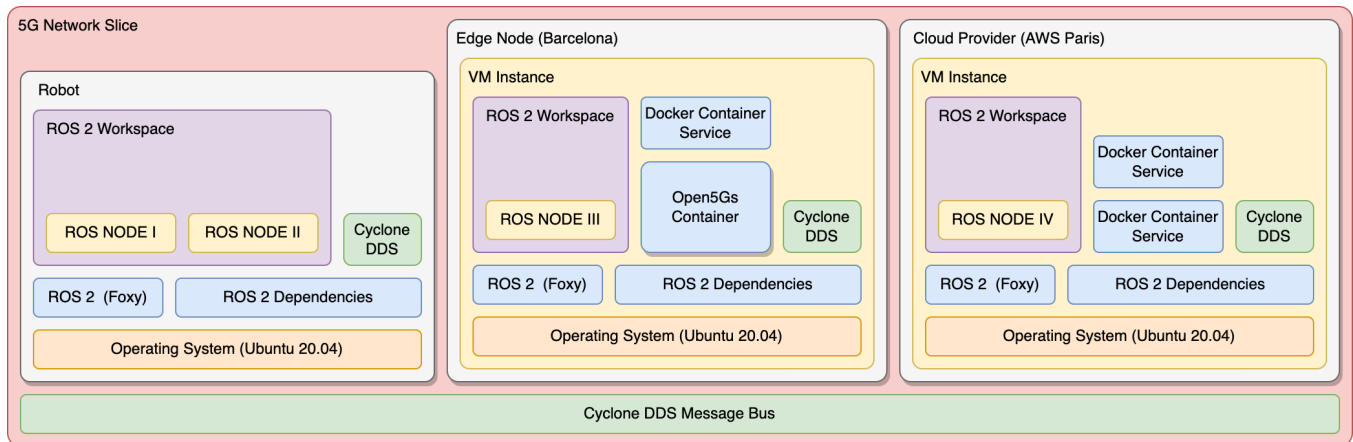 5G Network Slice
Robot
ROS 2 Workspace
ROS NODE I
ROS NODE II
Cyclone
DDS
ROS 2 (Foxy)
ROS 2 Dependencies
Operating System (Ubuntu 20.04)
Edge Node (Barcelona)
VM Instance
ROS 2 Workspace
Docker Container
Service
Open5Gs
Container
ROS NODE III
Cyclone
DDS
ROS 2 (Foxy)
ROS 2 Dependencies
Operating System (Ubuntu 20.04)
Cloud Provider (AWS Paris)
VM Instance
ROS 2 Workspace
Docker Container
Service
ROS NODE IV
Docker Container
Service
Cyclone
DDS
ROS 2 (Foxy)
ROS 2 Dependencies
Operating System (Ubuntu 20.04)
Cyclone DDS Message Bus